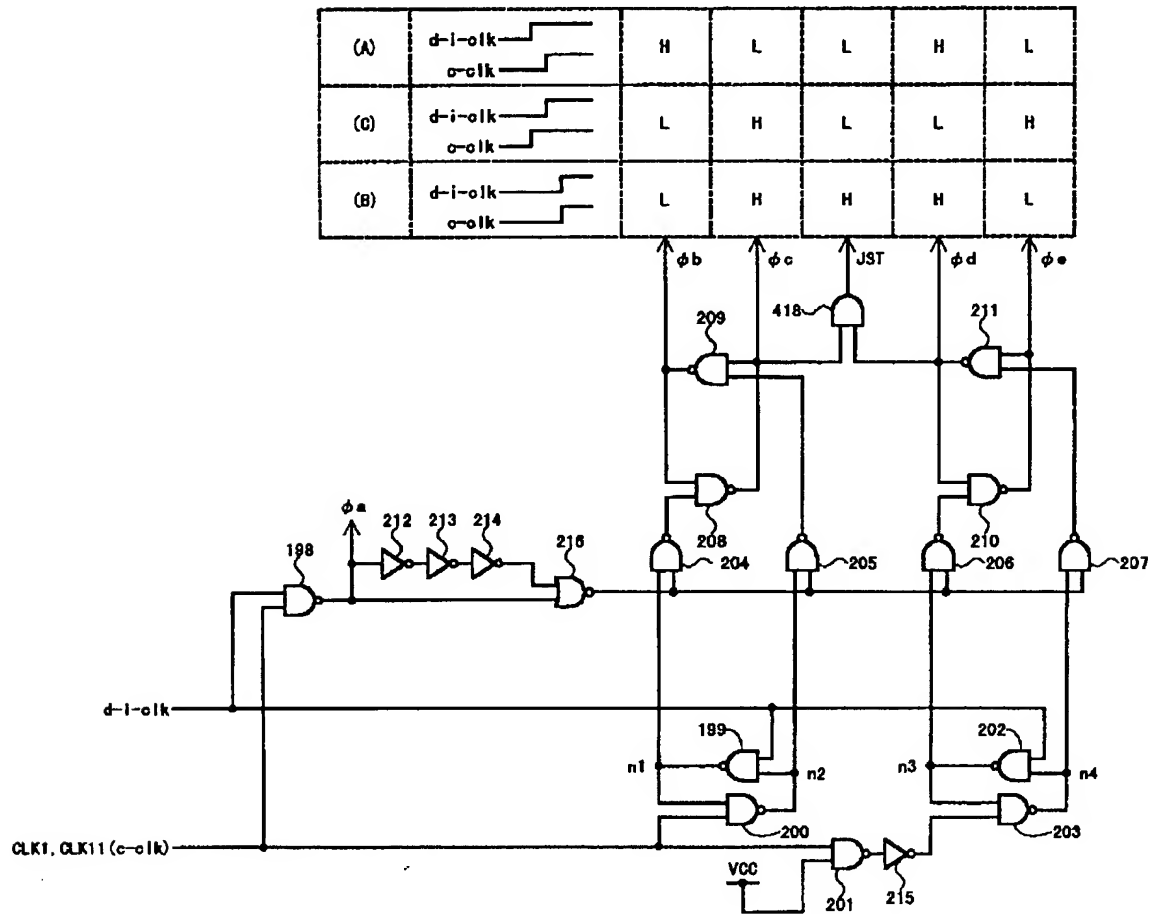 (A) d-i-clk H L L H L
c-clk
(C) d-i-clk L H L L H
c-clk
(B) d-i-clk L H H H L
c-clk
φb φc JST φd φe
418
209 211
φa
212 213 214
198 216
208 210
204 205 206 207
d-i-clk
199 202
n1 n2 n3 n4
200 203
CLK1, CLK11(c-clk)
VCC
201 215